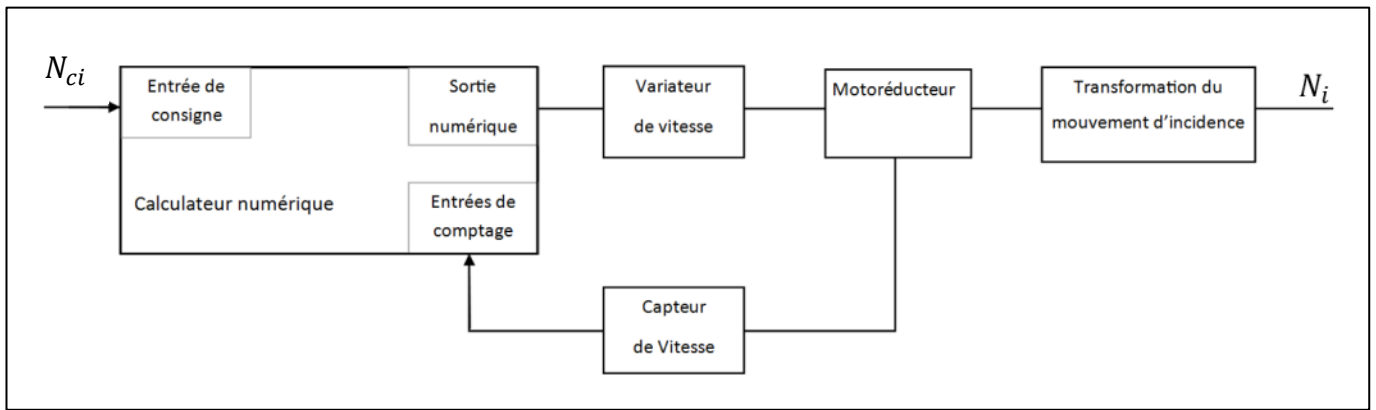 N_ci
Entrée de
consigne
Sortie
numérique
Calculateur numérique
Entrées de
comptage
Variateur
de vitesse
Motoréducteur
Transformation du
mouvement d'incidence
N_i
Capteur
de Vitesse